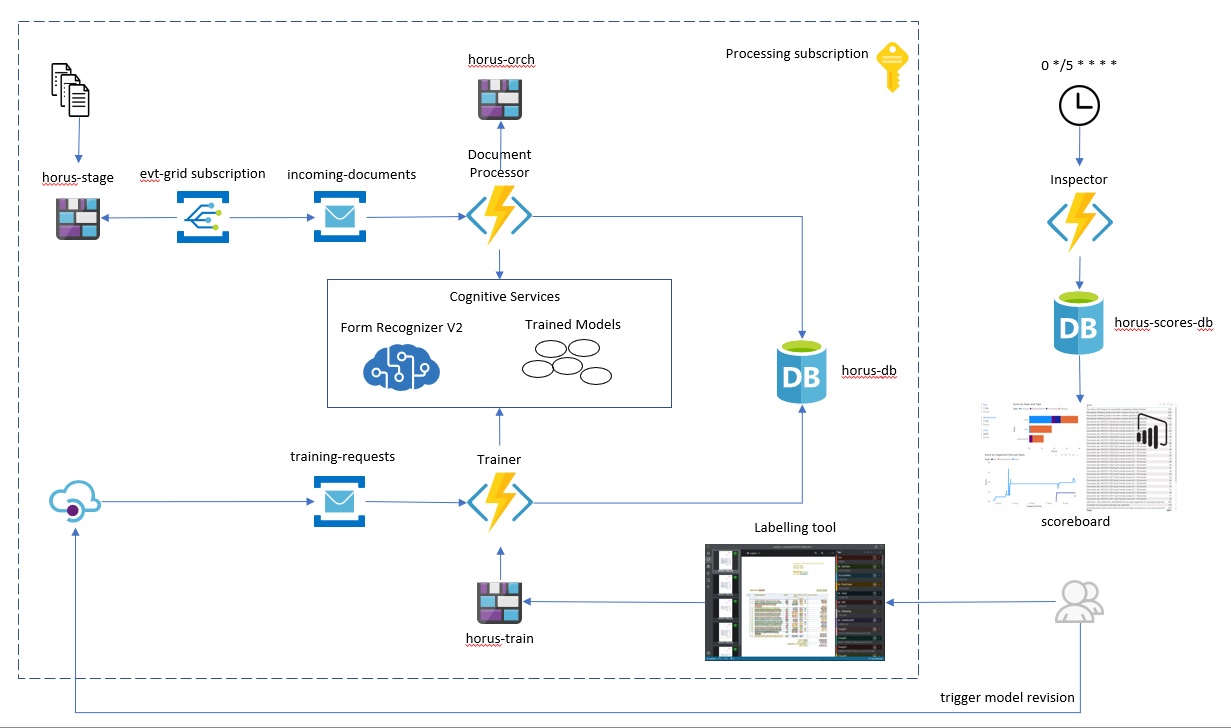 Processing subscription
horus-orch
0 */5 * * * *
Document
Processor
horus-stage
evt-grid subscription
incoming-documents
Inspector
Cognitive Services
Form Recognizer V2
Trained Models
DB
horus-scores-db
DB
horus-db
training-requests
Trainer
scoreboard
Labelling tool
horus-train
trigger model revision